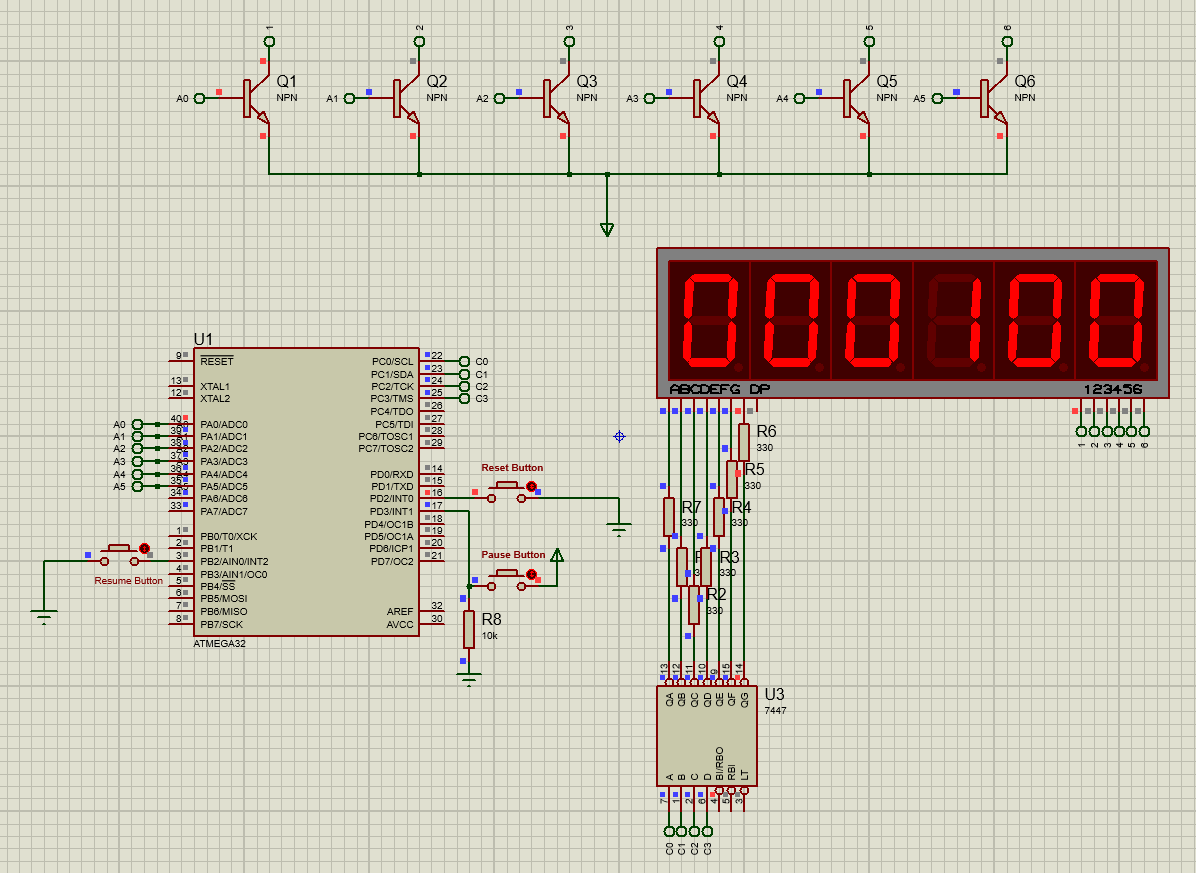 1 2 3 4 5 6
Q1 Q2 Q3 Q4 Q5 Q6
A0 A1 A2 A3 A4 A5
NPN NPN NPN NPN NPN NPN
000100
ABCDEFG DP 123456
1 2 3 4 5 6
U1
9 RESET PC0/SCL 22 C0
PC1/SDA 23 C1
13 XTAL1 PC2/TCK 24 C2
12 XTAL2 PC3/TMS 25 C3
PC4/TDO 26
A0 40 PA0/ADC0 PC5/TDI 27
A1 39 PA1/ADC1 PC6/TOSC1 28
A2 38 PA2/ADC2 PC7/TOSC2 29
A3 37 PA3/ADC3
A4 36 PA4/ADC4 PD0/RXD 14
A5 35 PA5/ADC5 PD1/TXD 15
34 PA6/ADC6 PD2/INT0 16
33 PA7/ADC7 PD3/INT1 17
PD4/OC1B 18
1 PB0/T0/XCK PD5/OC1A 19
2 PB1/T1 PD6/ICP1 20
3 PB2/AIN0/INT2 PD7/OC2 21
4 PB3/AIN1/OC0
5 PB4/SS
6 PB5/MOSI
7 PB6/MISO AREF 32
8 PB7/SCK AVCC 30
ATMEGA32
Reset Button
Pause Button
Resume Button
R8
10k
R6
330
R5
330
R7
330
R4
330
R3
330
R2
330
13 12 11 10 9 15 14
QA QB QC QD QE QF QG
U3
7447
A B C D BI/RBO RBI LT
7 1 2 6 4 5 3
C0 C1 C2 C3